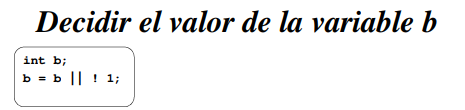 Decidir el valor de la variable b
int b;
b = b || ! 1;